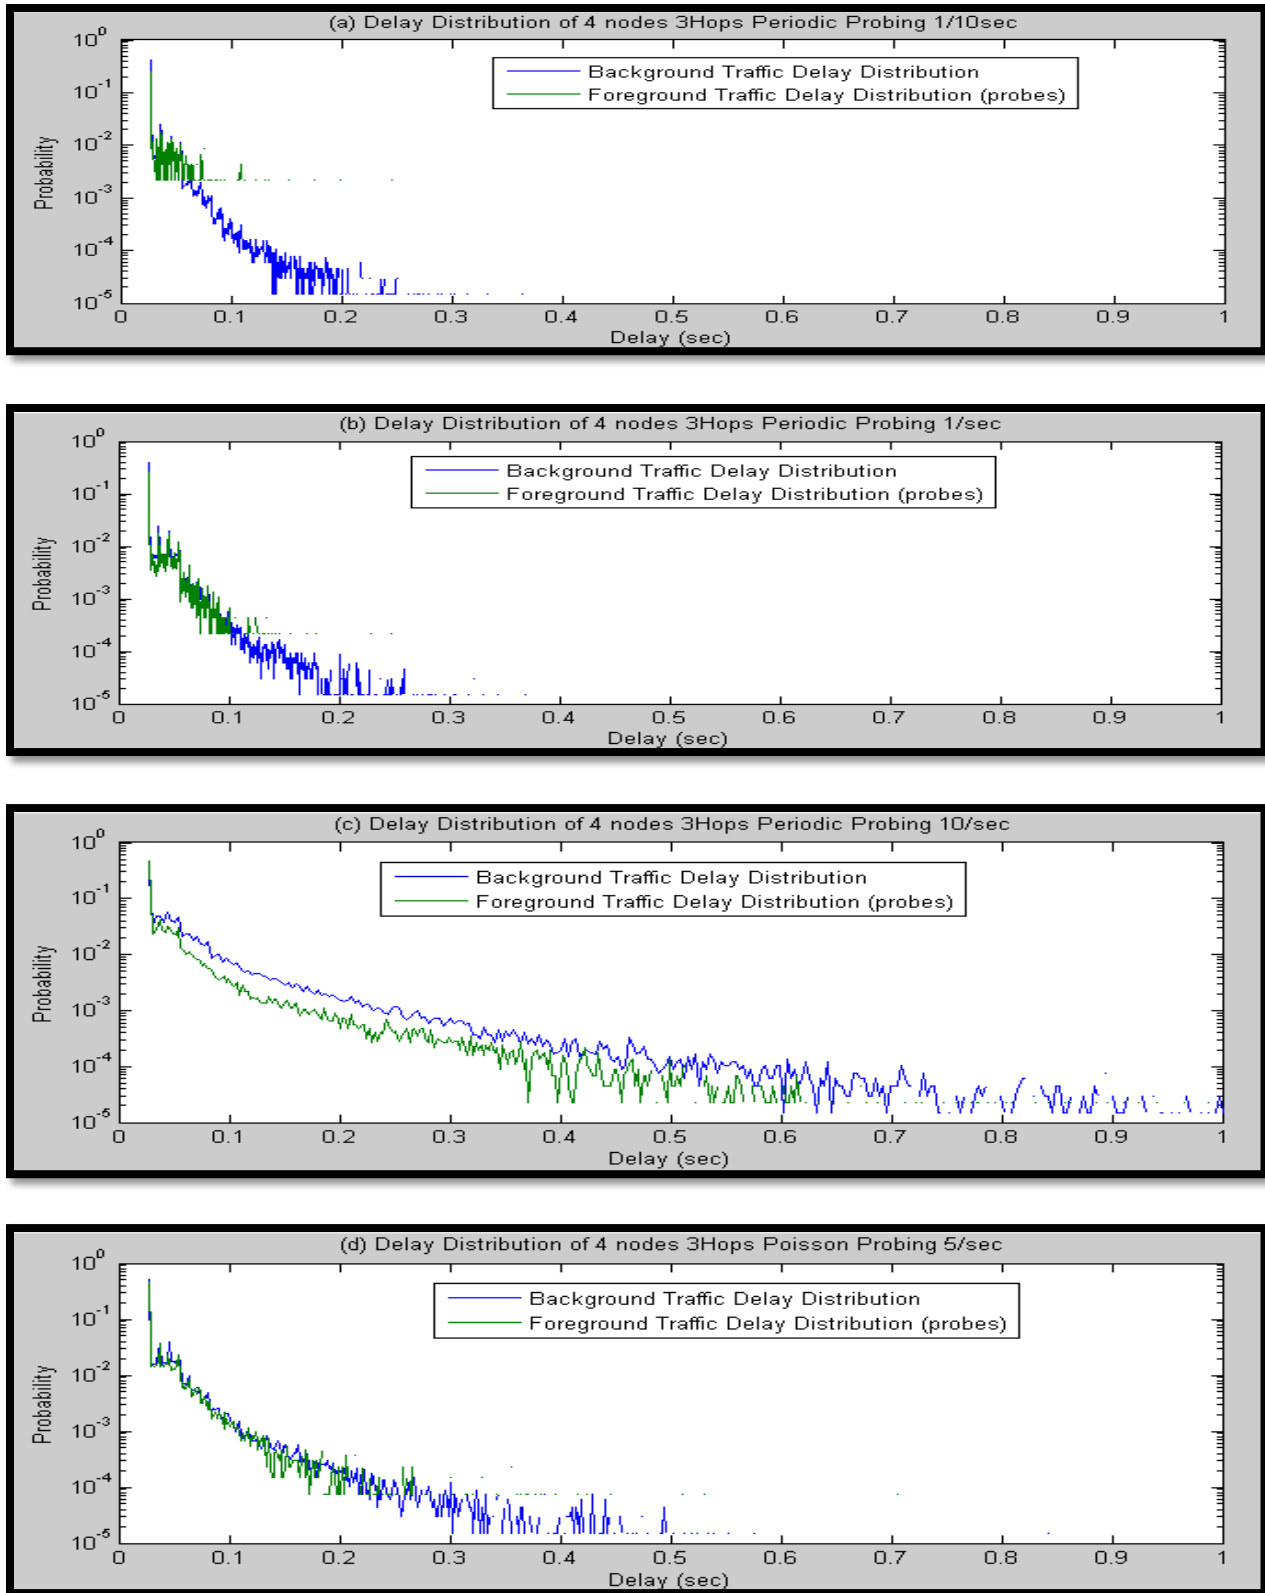 (a) Delay Distribution of 4 nodes 3Hops Periodic Probing 1/10sec
Background Traffic Delay Distribution
Foreground Traffic Delay Distribution (probes)
Probability
10^0
10^-1
10^-2
10^-3
10^-4
10^-5
0 0.1 0.2 0.3 0.4 0.5 0.6 0.7 0.8 0.9 1
Delay (sec)
(b) Delay Distribution of 4 nodes 3Hops Periodic Probing 1/sec
Background Traffic Delay Distribution
Foreground Traffic Delay Distribution (probes)
Probability
10^0
10^-1
10^-2
10^-3
10^-4
10^-5
0 0.1 0.2 0.3 0.4 0.5 0.6 0.7 0.8 0.9 1
Delay (sec)
(c) Delay Distribution of 4 nodes 3Hops Periodic Probing 10/sec
Background Traffic Delay Distribution
Foreground Traffic Delay Distribution (probes)
Probability
10^0
10^-1
10^-2
10^-3
10^-4
10^-5
0 0.1 0.2 0.3 0.4 0.5 0.6 0.7 0.8 0.9 1
Delay (sec)
(d) Delay Distribution of 4 nodes 3Hops Poisson Probing 5/sec
Background Traffic Delay Distribution
Foreground Traffic Delay Distribution (probes)
Probability
10^0
10^-1
10^-2
10^-3
10^-4
10^-5
0 0.1 0.2 0.3 0.4 0.5 0.6 0.7 0.8 0.9 1
Delay (sec)